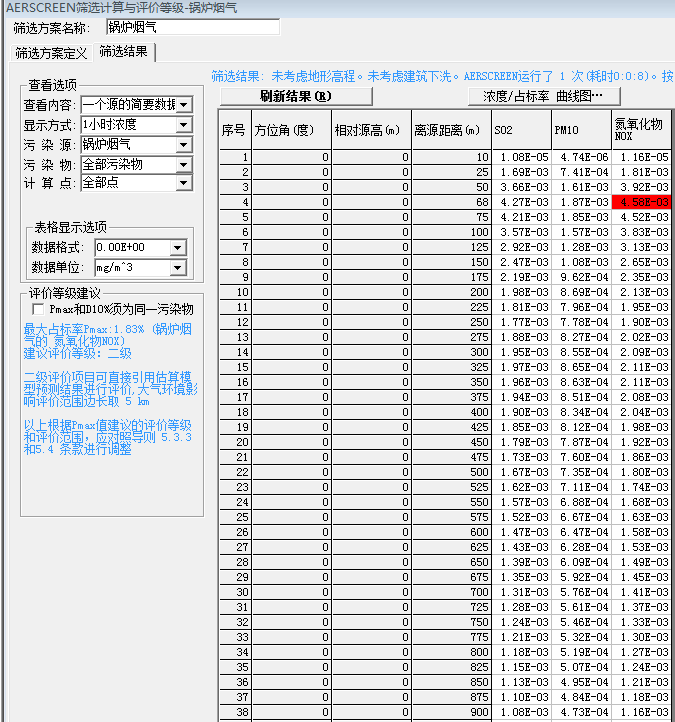 AERSCREEN筛选计算与评价等级-锅炉烟气
筛选方案名称: 锅炉烟气
筛选方案定义 筛选结果
筛选结果: 未考虑地形高程。未考虑建筑下洗。AERSCREEN运行了 1 次(耗时0:0:8)。按
查看选项
查看内容: 一个源的简要数据
显示方式: 1小时浓度
污 染 源: 锅炉烟气
污 染 物: 全部污染物
计 算 点: 全部点
表格显示选项
数据格式: 0.00E+00
数据单位: mg/m^3
评价等级建议
Pmax和D10%须为同一污染物
最大占标率Pmax:1.83% (锅炉烟
气的 氮氧化物NOX)
建议评价等级: 二级
二级评价项目可直接引用估算模
型预测结果进行评价,大气环境影
响评价范围边长取 5 km
以上根据Pmax值建议的评价等级
和评价范围, 应对照导则 5.3.3
和5.4 条款进行调整
刷新结果(R) 浓度/占标率 曲线图…
序号 方位角(度) 相对源高(m) 离源距离(m) SO2 PM10 氮氧化物NOX
1 0 0 10 1.08E-05 4.74E-06 1.16E-05
2 0 0 25 1.69E-03 7.41E-04 1.81E-03
3 0 0 50 3.66E-03 1.61E-03 3.92E-03
4 0 0 68 4.27E-03 1.87E-03 4.58E-03
5 0 0 75 4.21E-03 1.85E-03 4.52E-03
6 0 0 100 3.57E-03 1.57E-03 3.83E-03
7 0 0 125 2.92E-03 1.28E-03 3.13E-03
8 0 0 150 2.47E-03 1.08E-03 2.65E-03
9 0 0 175 2.19E-03 9.62E-04 2.35E-03
10 0 0 200 1.98E-03 8.69E-04 2.13E-03
11 0 0 225 1.81E-03 7.96E-04 1.95E-03
12 0 0 250 1.77E-03 7.78E-04 1.90E-03
13 0 0 275 1.88E-03 8.27E-04 2.02E-03
14 0 0 300 1.95E-03 8.55E-04 2.09E-03
15 0 0 325 1.97E-03 8.65E-04 2.11E-03
16 0 0 350 1.96E-03 8.63E-04 2.11E-03
17 0 0 375 1.94E-03 8.51E-04 2.08E-03
18 0 0 400 1.90E-03 8.34E-04 2.04E-03
19 0 0 425 1.85E-03 8.12E-04 1.98E-03
20 0 0 450 1.79E-03 7.87E-04 1.92E-03
21 0 0 475 1.73E-03 7.60E-04 1.86E-03
22 0 0 500 1.67E-03 7.35E-04 1.80E-03
23 0 0 525 1.62E-03 7.11E-04 1.74E-03
24 0 0 550 1.57E-03 6.88E-04 1.68E-03
25 0 0 575 1.52E-03 6.67E-04 1.63E-03
26 0 0 600 1.47E-03 6.47E-04 1.58E-03
27 0 0 625 1.43E-03 6.28E-04 1.53E-03
28 0 0 650 1.39E-03 6.09E-04 1.49E-03
29 0 0 675 1.35E-03 5.92E-04 1.45E-03
30 0 0 700 1.31E-03 5.76E-04 1.41E-03
31 0 0 725 1.28E-03 5.61E-04 1.37E-03
32 0 0 750 1.24E-03 5.46E-04 1.33E-03
33 0 0 775 1.21E-03 5.32E-04 1.30E-03
34 0 0 800 1.18E-03 5.19E-04 1.27E-03
35 0 0 825 1.15E-03 5.07E-04 1.24E-03
36 0 0 850 1.13E-03 4.95E-04 1.21E-03
37 0 0 875 1.10E-03 4.84E-04 1.18E-03
38 0 0 900 1.08E-03 4.73E-04 1.16E-03